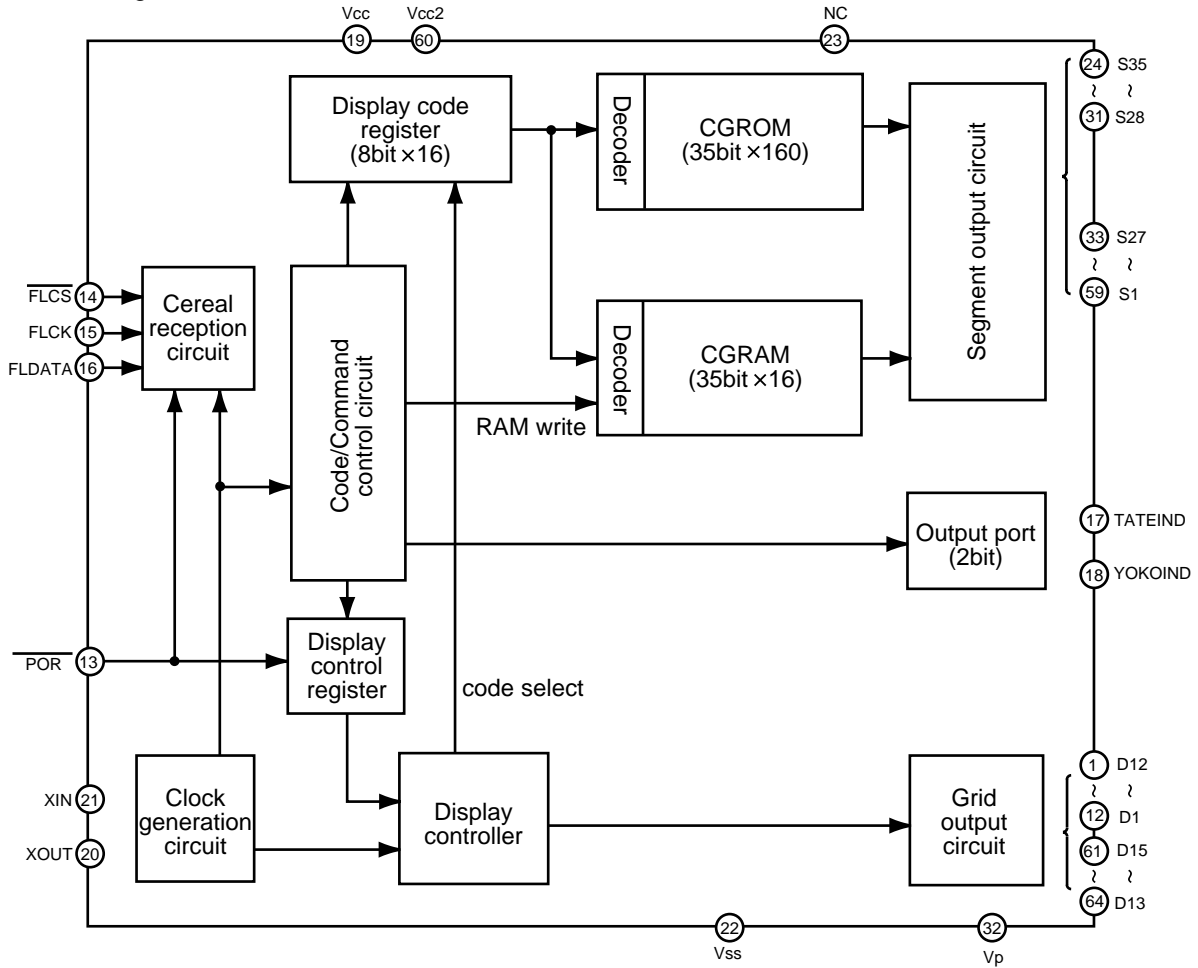 Vcc
Vcc2
NC
19
60
23
24 S35
~ ~
31 S28
33 S27
~ ~
59 S1
Display code
register
(8bit×16)
Decoder
CGROM
(35bit×160)
Segment output circuit
FLCS 14
FLCK 15
FLDATA 16
Cereal
reception
circuit
Code/Command
control circuit
Decoder
CGRAM
(35bit×16)
RAM write
Output port
(2bit)
17 TATEIND
18 YOKOIND
POR 13
Display
control
register
code select
XIN 21
XOUT 20
Clock
generation
circuit
Display
controller
Grid
output
circuit
1 D12
~ ~
12 D1
61 D15
~ ~
64 D13
22
Vss
32
Vp